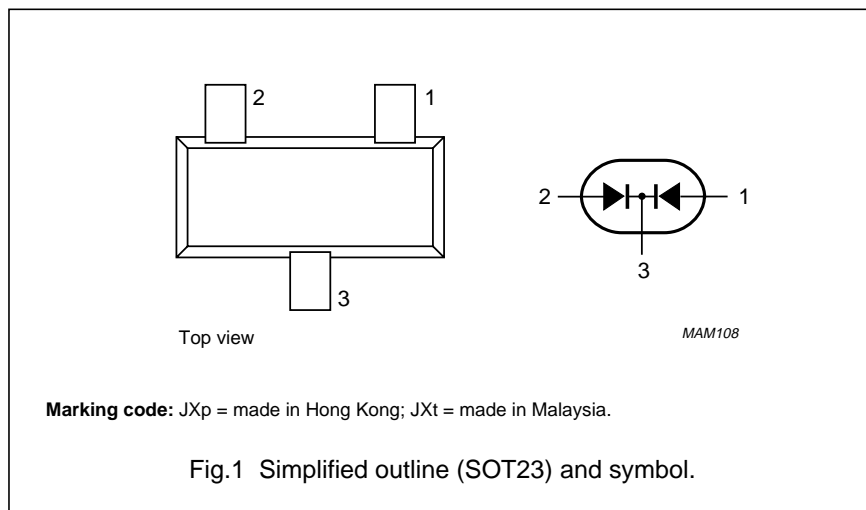 2
1
3
Top view
2
1
3
MAM108
Marking code: JXp = made in Hong Kong; JXt = made in Malaysia.
Fig.1 Simplified outline (SOT23) and symbol.